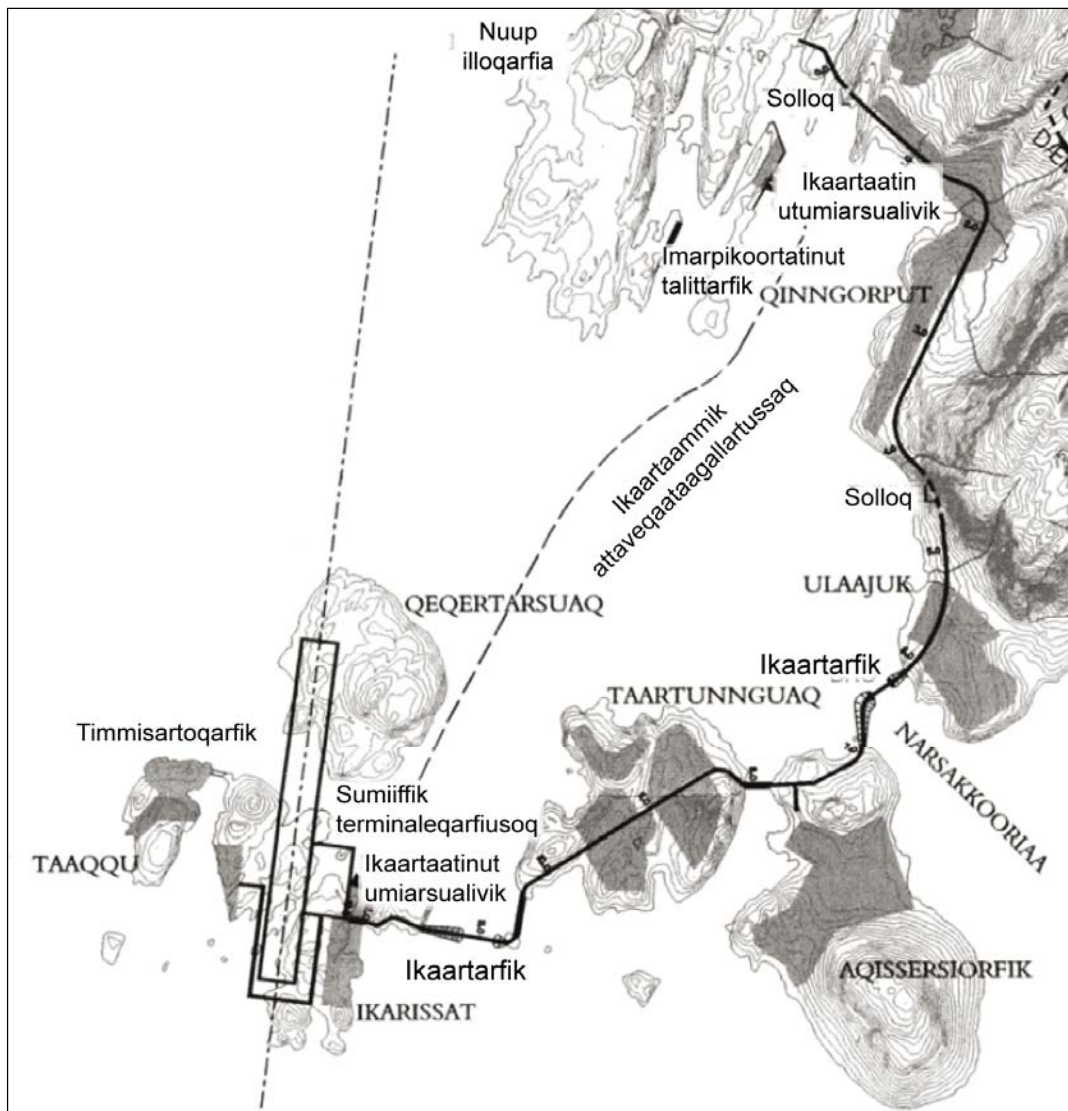 Nuup
illoqarfia
Solloq
Ikaartaatin
utumiarsualivik
Imarpikoortatinut
talittarfik
QINNGORPUT
Ikaartaammik
attaveqaataagallartussaq
Solloq
ULAAJUK
QEQERTARSUAQ
Ikaartarfik
TAARTUNNGUAQ
Timmisartoqarfik
NARSAKKOORIAA
Sumiiffik
terminaleqarfiusoq
TAAQQU
Ikaartaatinut
umiarsualivik
Ikaartarfik
AQISSERSIORFIK
IKARISSAT